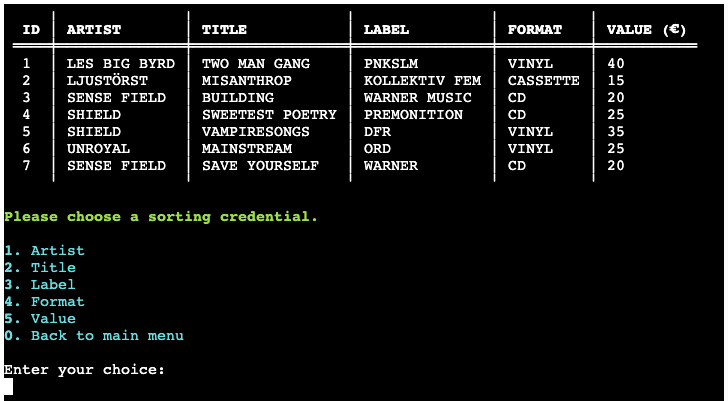 ID ARTIST TITLE LABEL FORMAT VALUE (€)
1 LES BIG BYRD TWO MAN GANG PNKSLM VINYL 40
2 LJUSTÖRST MISANTHROP KOLLEKTIV FEM CASSETTE 15
3 SENSE FIELD BUILDING WARNER MUSIC CD 20
4 SHIELD SWEETEST POETRY PREMONITION CD 25
5 SHIELD VAMPIRESONGS DFR VINYL 35
6 UNROYAL MAINSTREAM ORD VINYL 25
7 SENSE FIELD SAVE YOURSELF WARNER CD 20
Please choose a sorting credential.
1. Artist
2. Title
3. Label
4. Format
5. Value
0. Back to main menu
Enter your choice: